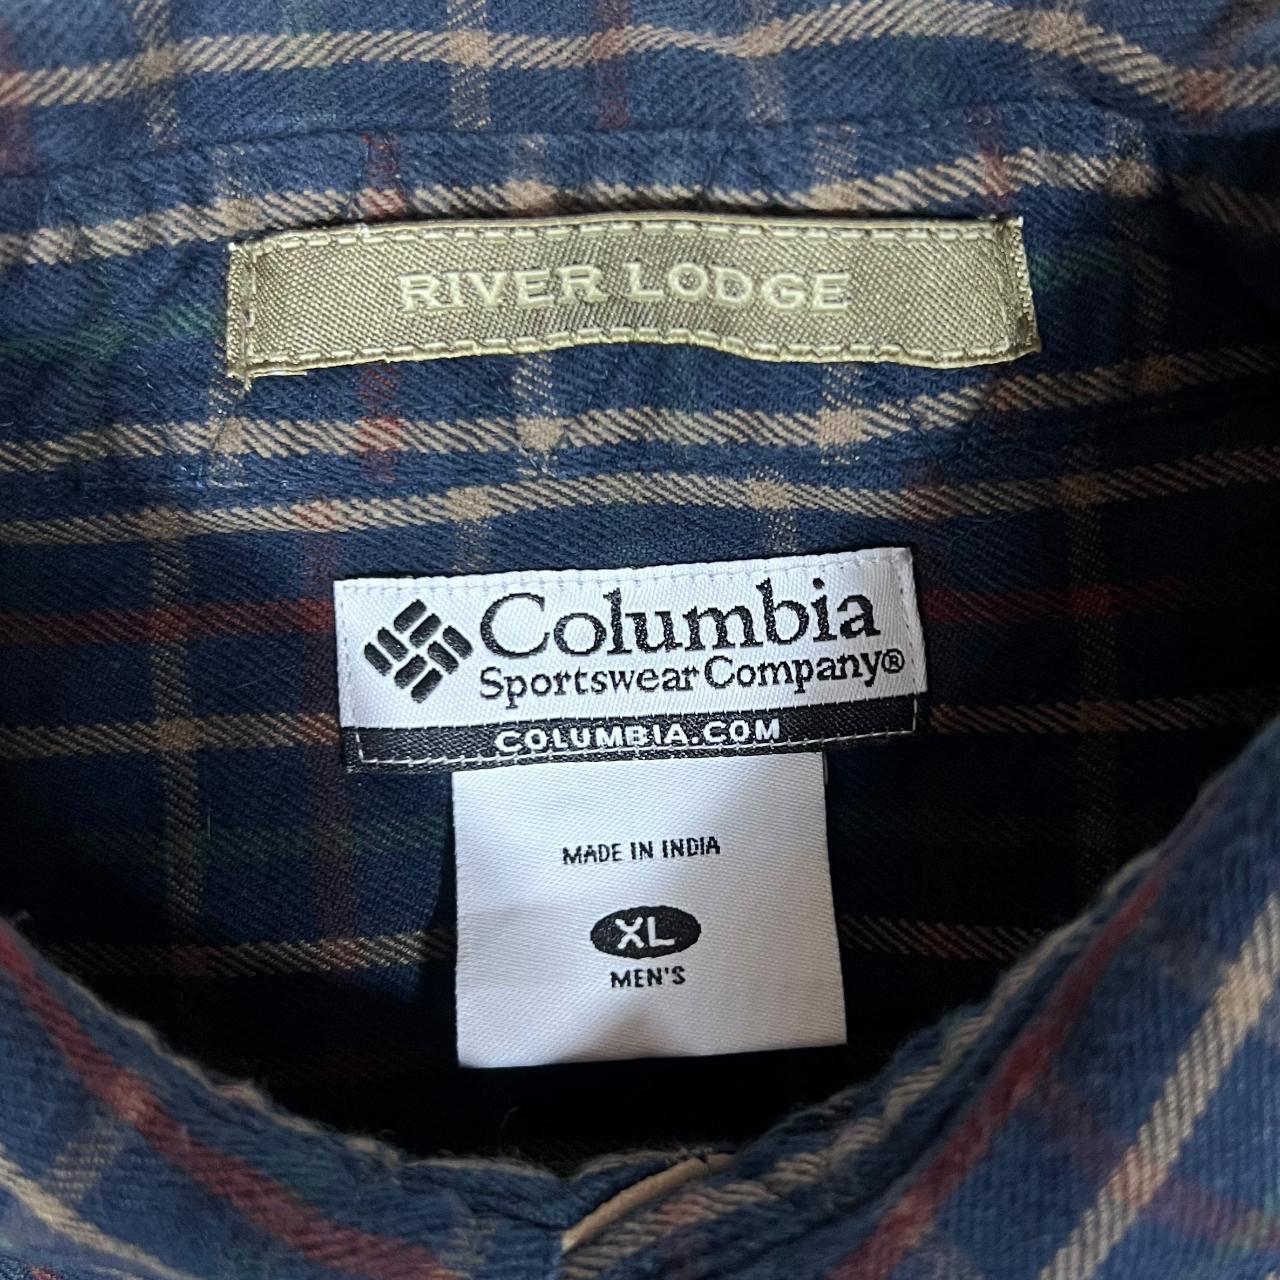 RIVER LODGE
Columbia
Sportswear Company®
COLUMBIA.COM
MADE IN INDIA
XL
MEN'S